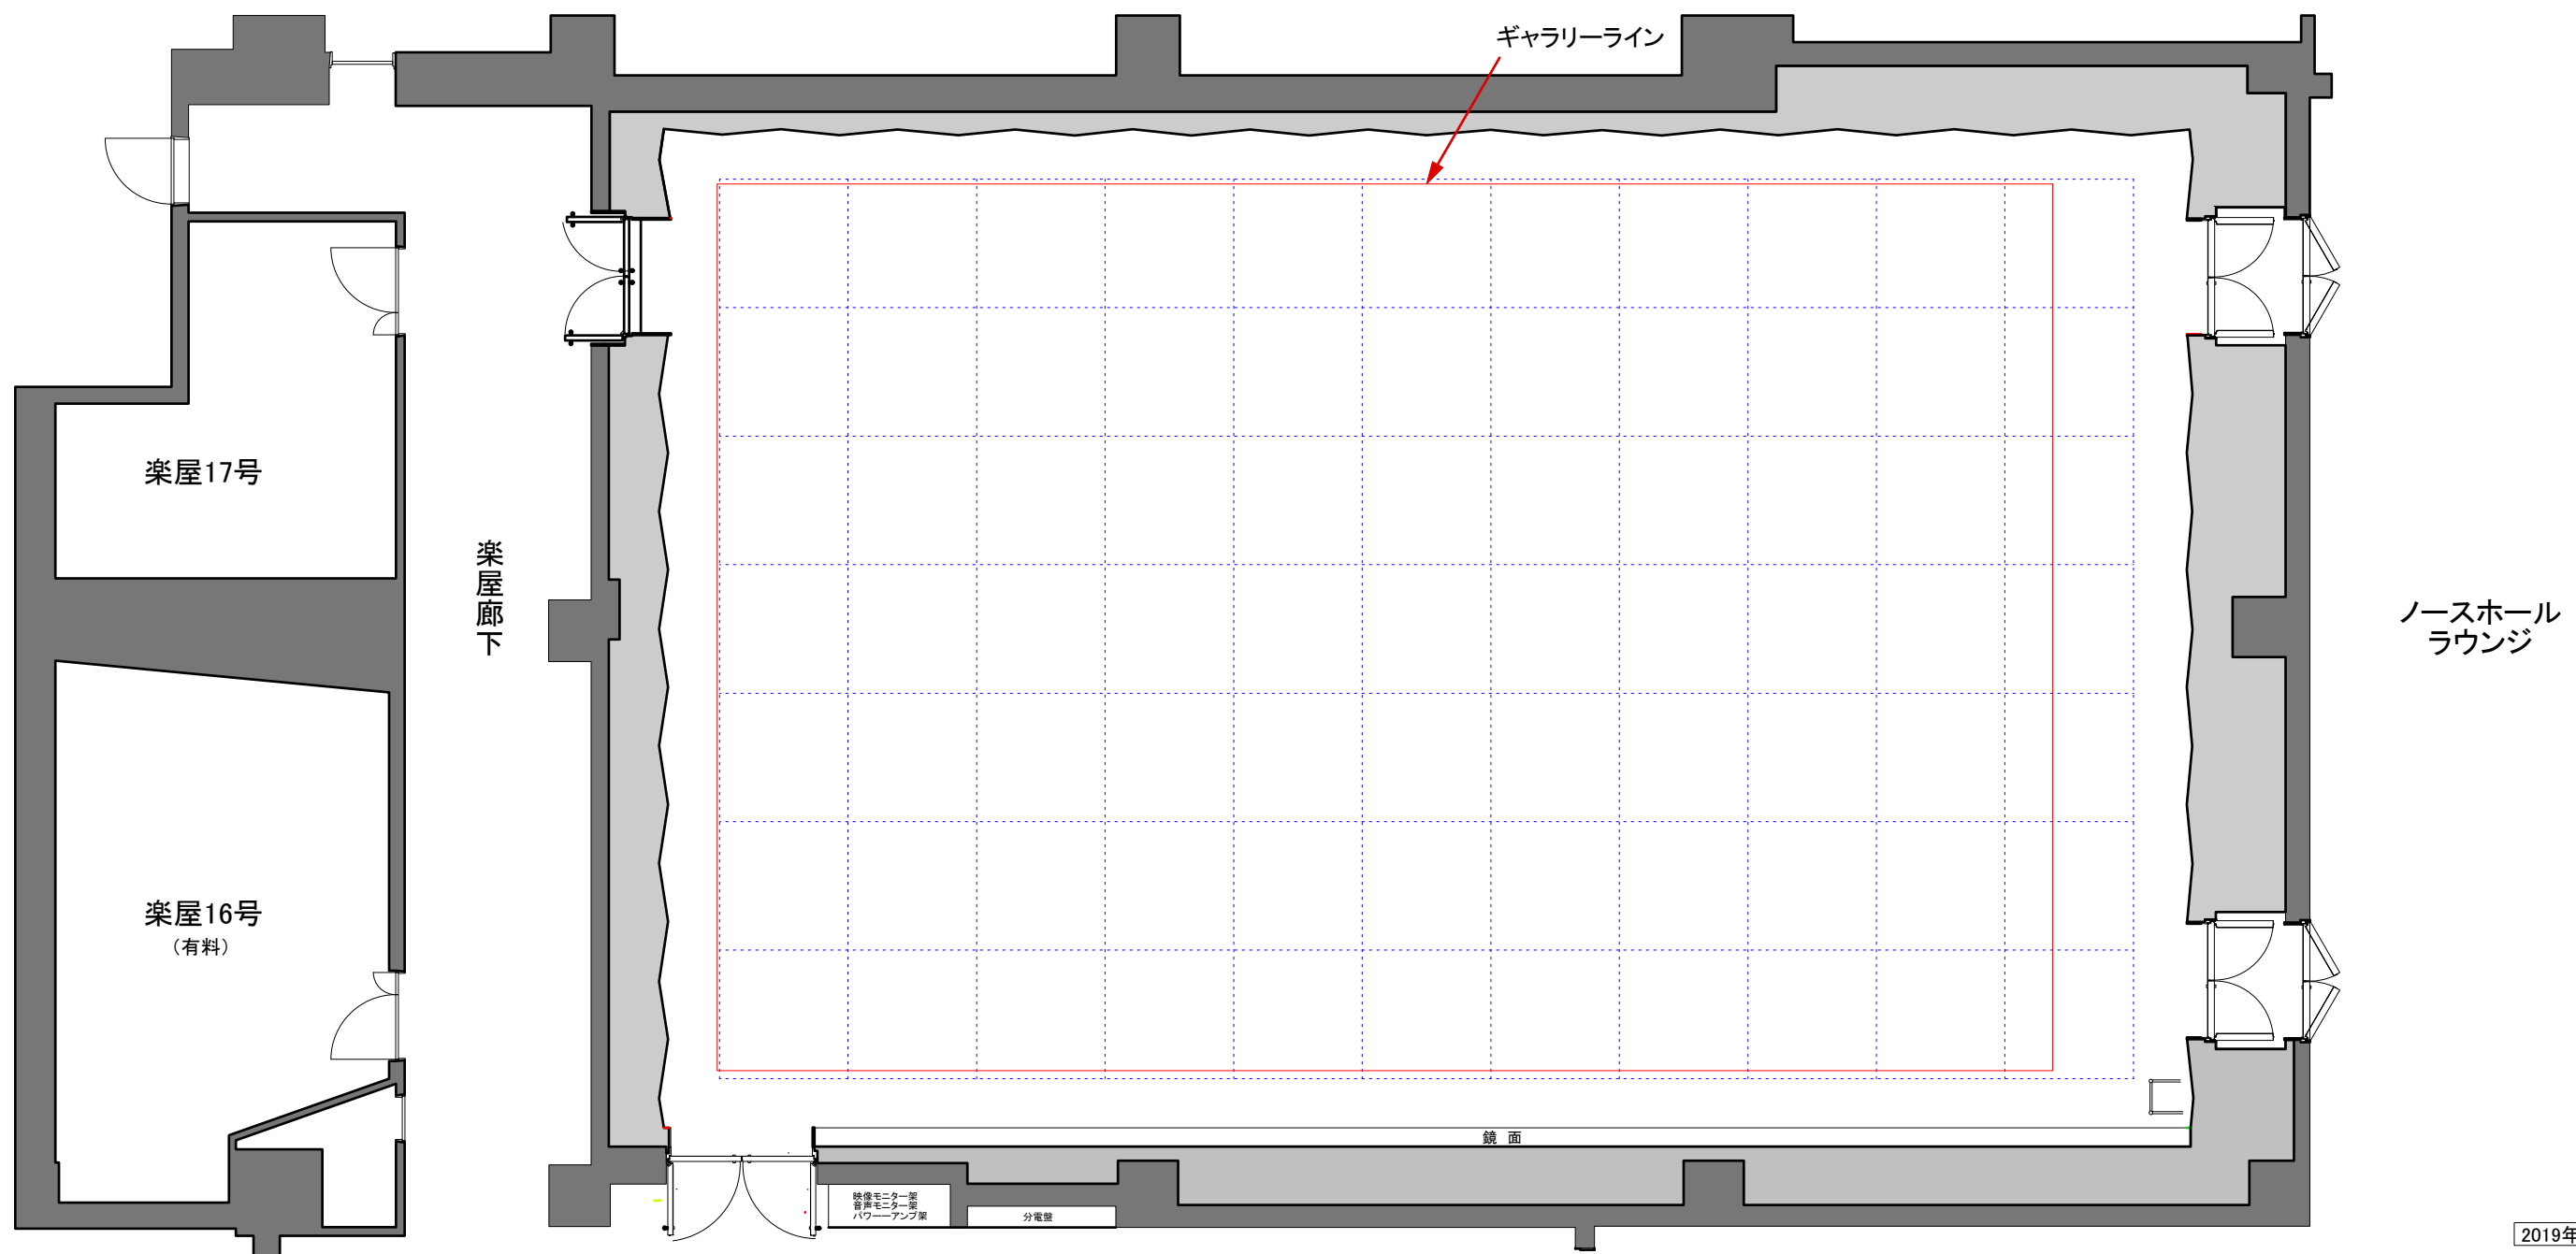 ギャラリーライン
楽屋17号
楽屋廊下
ノースホール
ラウンジ
楽屋16号
（有料）
鏡 面
映像モニター架
音声モニター架
パワーーアンプ架
分電盤
2019年